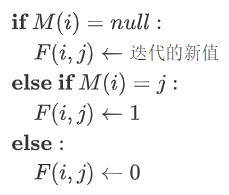 if M(i) = null :
F(i, j) ← 迭代的新值
else if M(i) = j :
F(i, j) ← 1
else :
F(i, j) ← 0